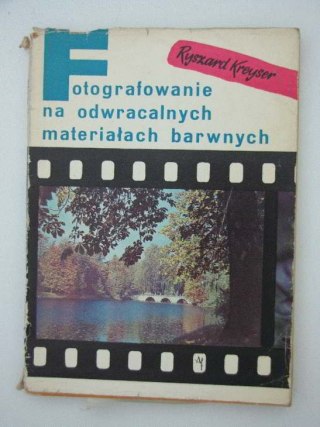 Ryszard Kreyser
Fotografowanie
na odwracalnych
materiałach barwnych